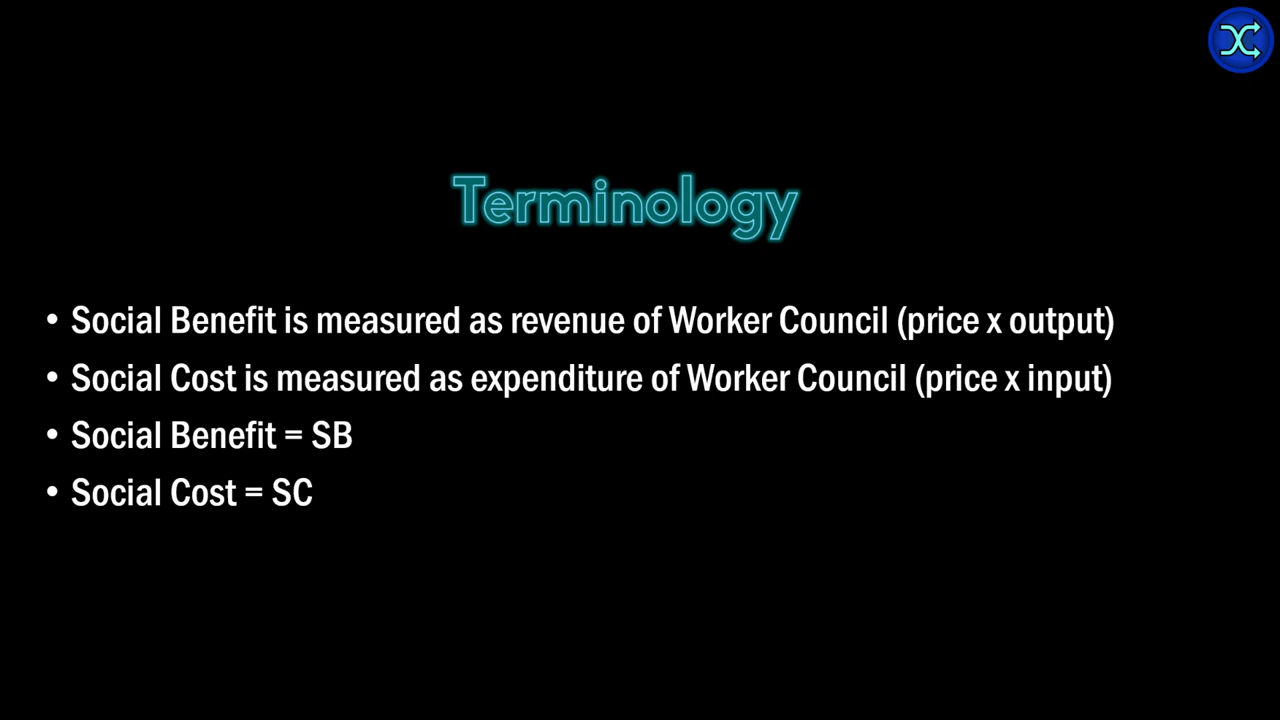 Terminology
• Social Benefit is measured as revenue of Worker Council (price x output)
• Social Cost is measured as expenditure of Worker Council (price x input)
• Social Benefit = SB
• Social Cost = SC